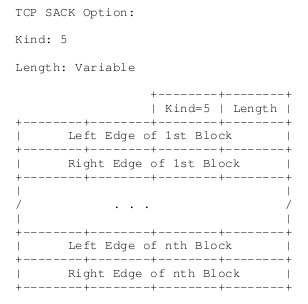 TCP SACK Option:
Kind: 5
Length: Variable
+--------+--------+
| Kind=5 | Length |
+--------+--------+--------+--------+
| Left Edge of 1st Block |
+--------+--------+--------+--------+
| Right Edge of 1st Block |
+--------+--------+--------+--------+
| |
/ . . . /
| |
+--------+--------+--------+--------+
| Left Edge of nth Block |
+--------+--------+--------+--------+
| Right Edge of nth Block |
+--------+--------+--------+--------+